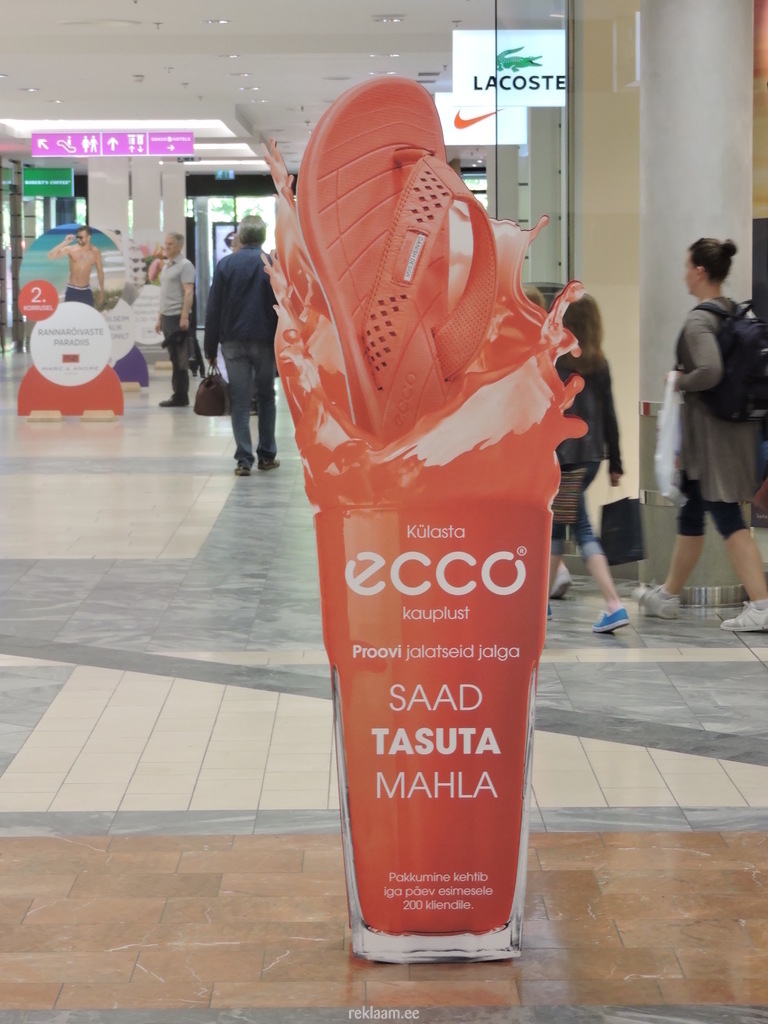 LACOSTE
2.
KORRUSEL
RANNARÕIVASTE
PARADIIS
Külasta
ecco®
kauplust
Proovi jalatseid jalga
SAAD
TASUTA
MAHLA
Pakkumine kehtib
iga päev esimesele
200 kliendile.
ecco
reklaam.ee